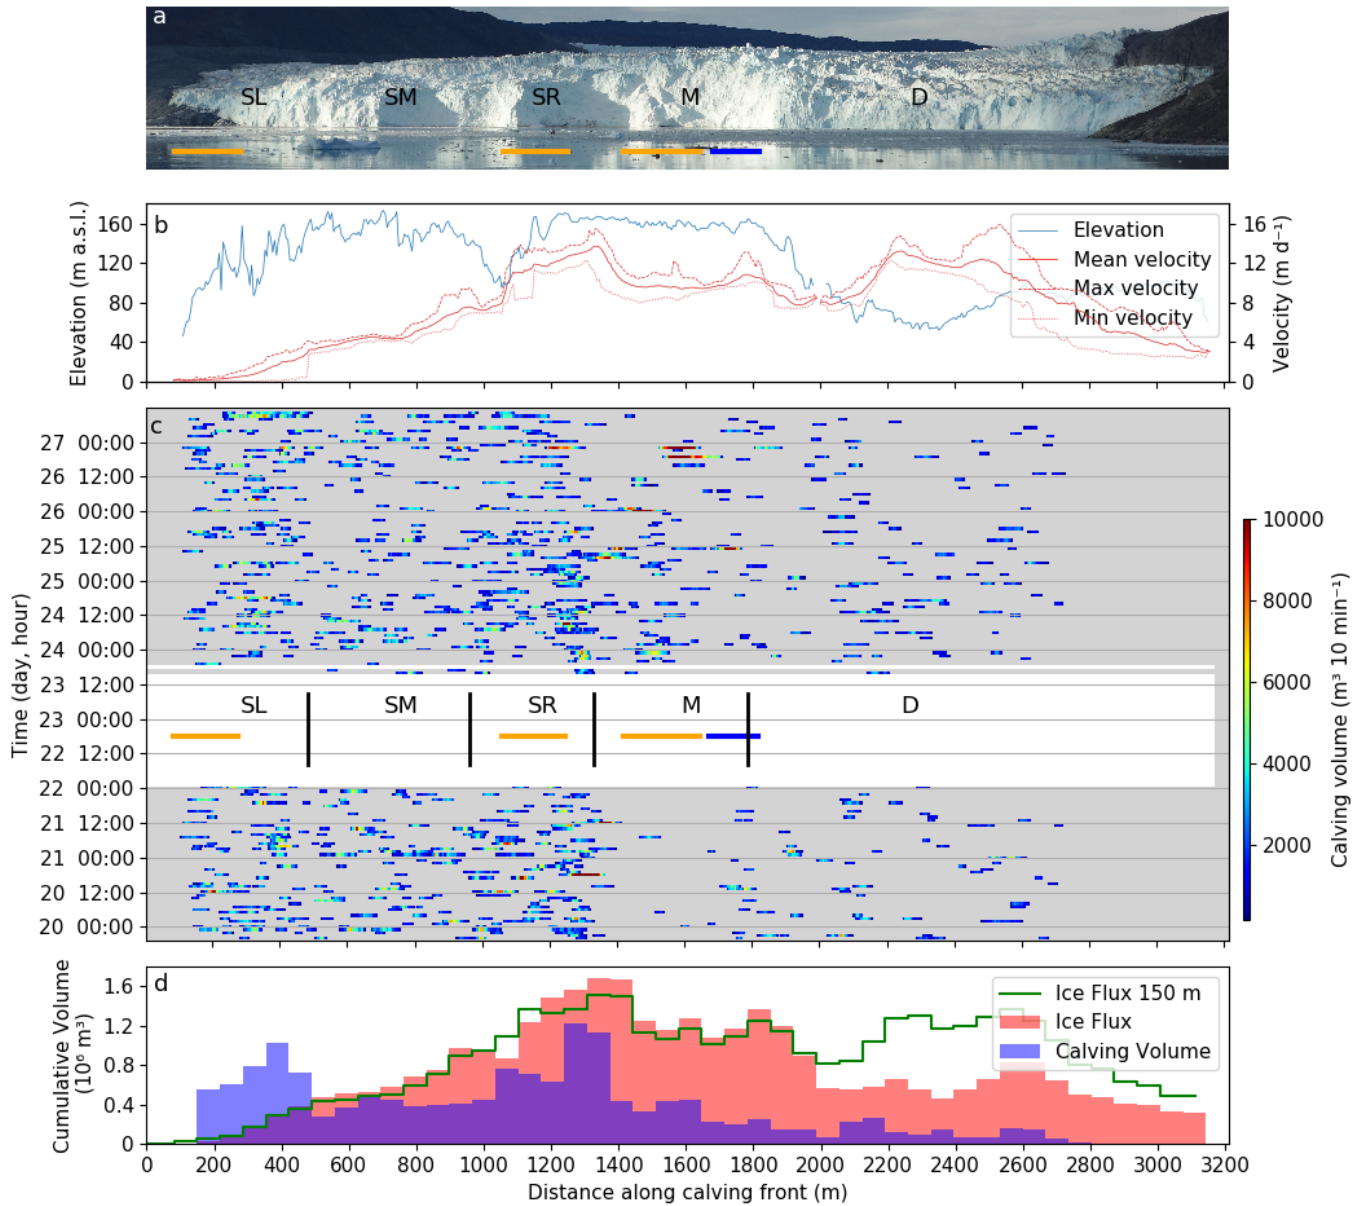 a
SL SM SR M D
Elevation (m a.s.l.)
160
120
80
40
0
b
Elevation
Mean velocity
Max velocity
Min velocity
16
12
8
4
0
Velocity (m d⁻¹)
Time (day, hour)
c
27 00:00
26 12:00
26 00:00
25 12:00
25 00:00
24 12:00
24 00:00
23 12:00
23 00:00
22 12:00
22 00:00
21 12:00
21 00:00
20 12:00
20 00:00
SL SM SR M D
10000
8000
6000
4000
2000
Calving volume (m³ 10 min⁻¹)
Cumulative Volume
(10⁶ m³)
1.6
1.2
0.8
0.4
0
d
Ice Flux 150 m
Ice Flux
Calving Volume
0 200 400 600 800 1000 1200 1400 1600 1800 2000 2200 2400 2600 2800 3000 3200
Distance along calving front (m)